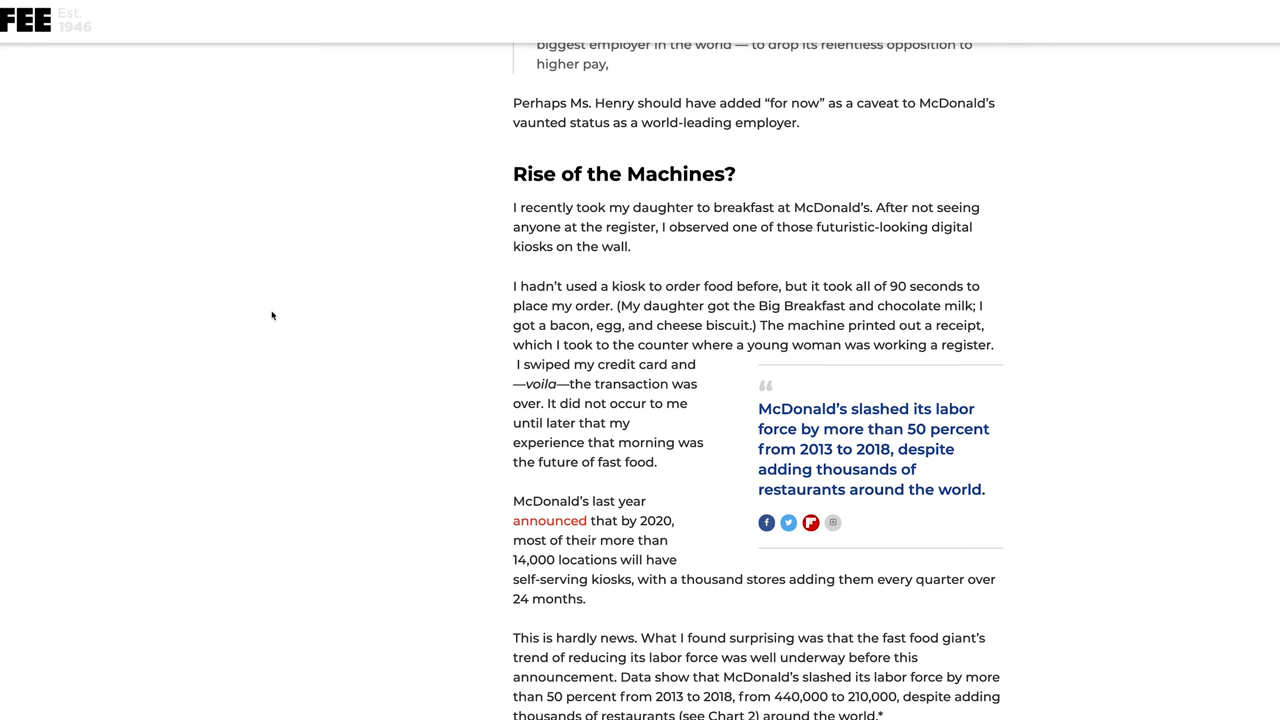 FEE Est.
1946
biggest employer in the world — to drop its relentless opposition to
higher pay,
Perhaps Ms. Henry should have added “for now” as a caveat to McDonald’s
vaunted status as a world-leading employer.
Rise of the Machines?
I recently took my daughter to breakfast at McDonald’s. After not seeing
anyone at the register, I observed one of those futuristic-looking digital
kiosks on the wall.
I hadn’t used a kiosk to order food before, but it took all of 90 seconds to
place my order. (My daughter got the Big Breakfast and chocolate milk; I
got a bacon, egg, and cheese biscuit.) The machine printed out a receipt,
which I took to the counter where a young woman was working a register.
I swiped my credit card and
—voila—the transaction was
over. It did not occur to me
until later that my
experience that morning was
the future of fast food.
“
McDonald’s slashed its labor
force by more than 50 percent
from 2013 to 2018, despite
adding thousands of
restaurants around the world.
McDonald’s last year
announced that by 2020,
most of their more than
14,000 locations will have
self-serving kiosks, with a thousand stores adding them every quarter over
24 months.
This is hardly news. What I found surprising was that the fast food giant’s
trend of reducing its labor force was well underway before this
announcement. Data show that McDonald’s slashed its labor force by more
than 50 percent from 2013 to 2018, from 440,000 to 210,000, despite adding
thousands of restaurants (see Chart 2) around the world.*